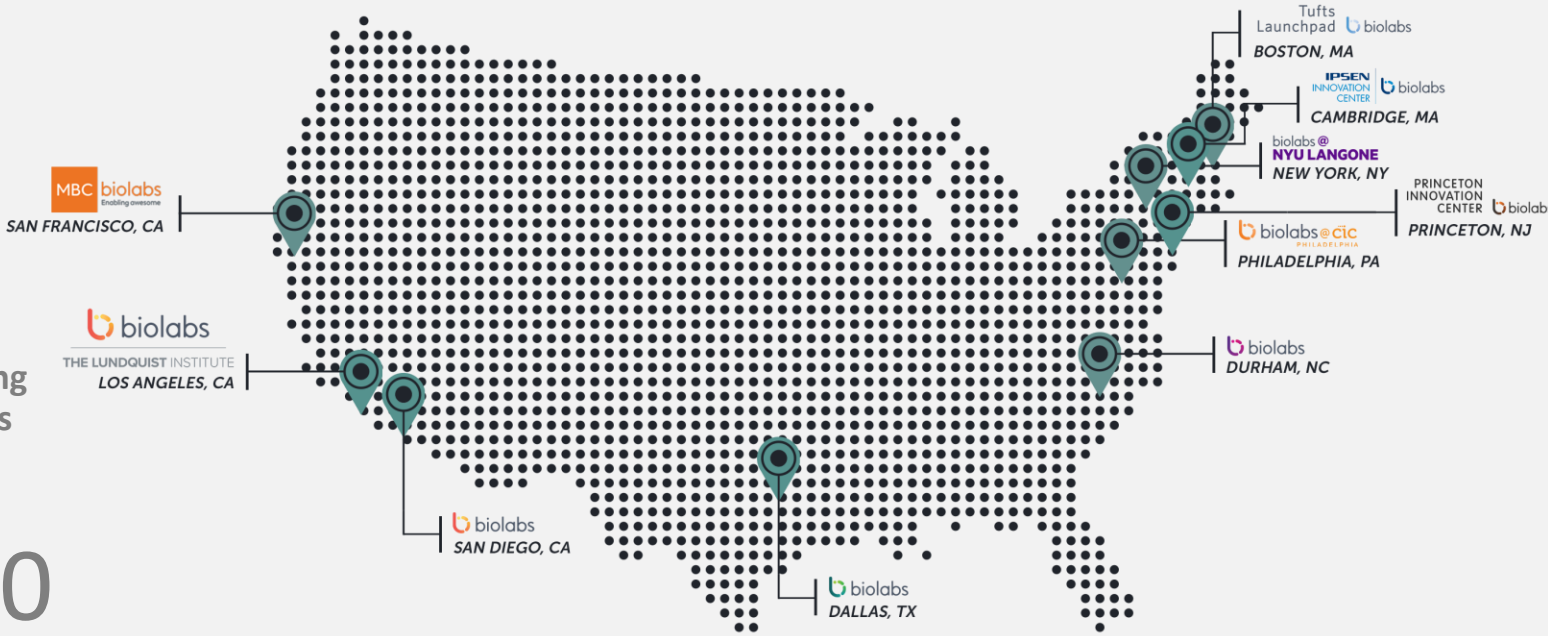 Tufts
Launchpad biolabs
BOSTON, MA
IPSEN
INNOVATION
CENTER biolabs
CAMBRIDGE, MA
biolabs@
NYU LANGONE
NEW YORK, NY
PRINCETON
INNOVATION
CENTER biolab
PRINCETON, NJ
biolabs@cic
PHILADELPHIA
PHILADELPHIA, PA
MBC biolabs
Enabling awesome
SAN FRANCISCO, CA
biolabs
THE LUNDQUIST INSTITUTE
LOS ANGELES, CA
ng
s
biolabs
DURHAM, NC
biolabs
SAN DIEGO, CA
0
biolabs
DALLAS, TX